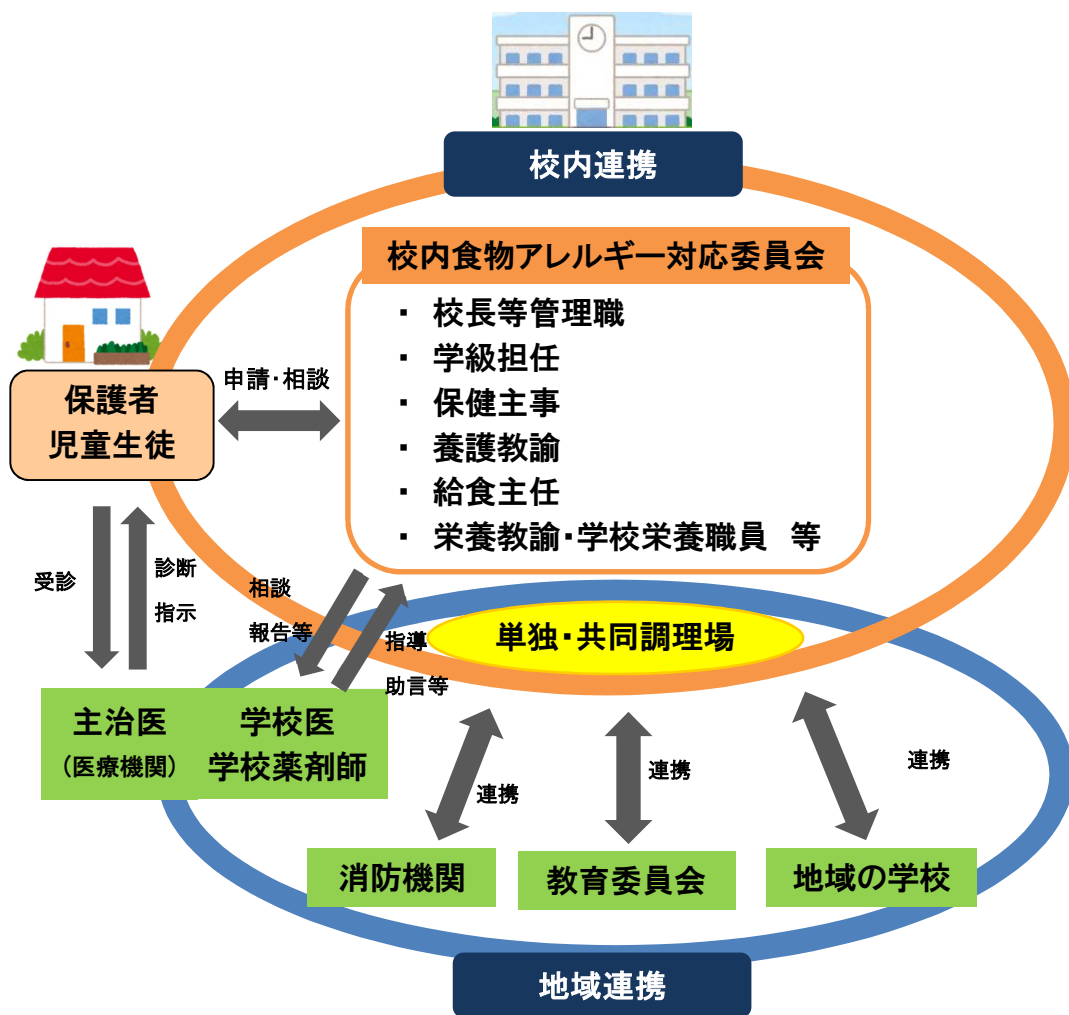 校内連携
校内食物アレルギー対応委員会
・ 校長等管理職
・ 学級担任
・ 保健主事
・ 養護教諭
・ 給食主任
・ 栄養教諭・学校栄養職員 等
申請・相談
保護者
児童生徒
受診
診断
指示
相談
報告等
指導
助言等
単独・共同調理場
主治医
（医療機関）
学校医
学校薬剤師
連携
連携
連携
消防機関
教育委員会
地域の学校
地域連携